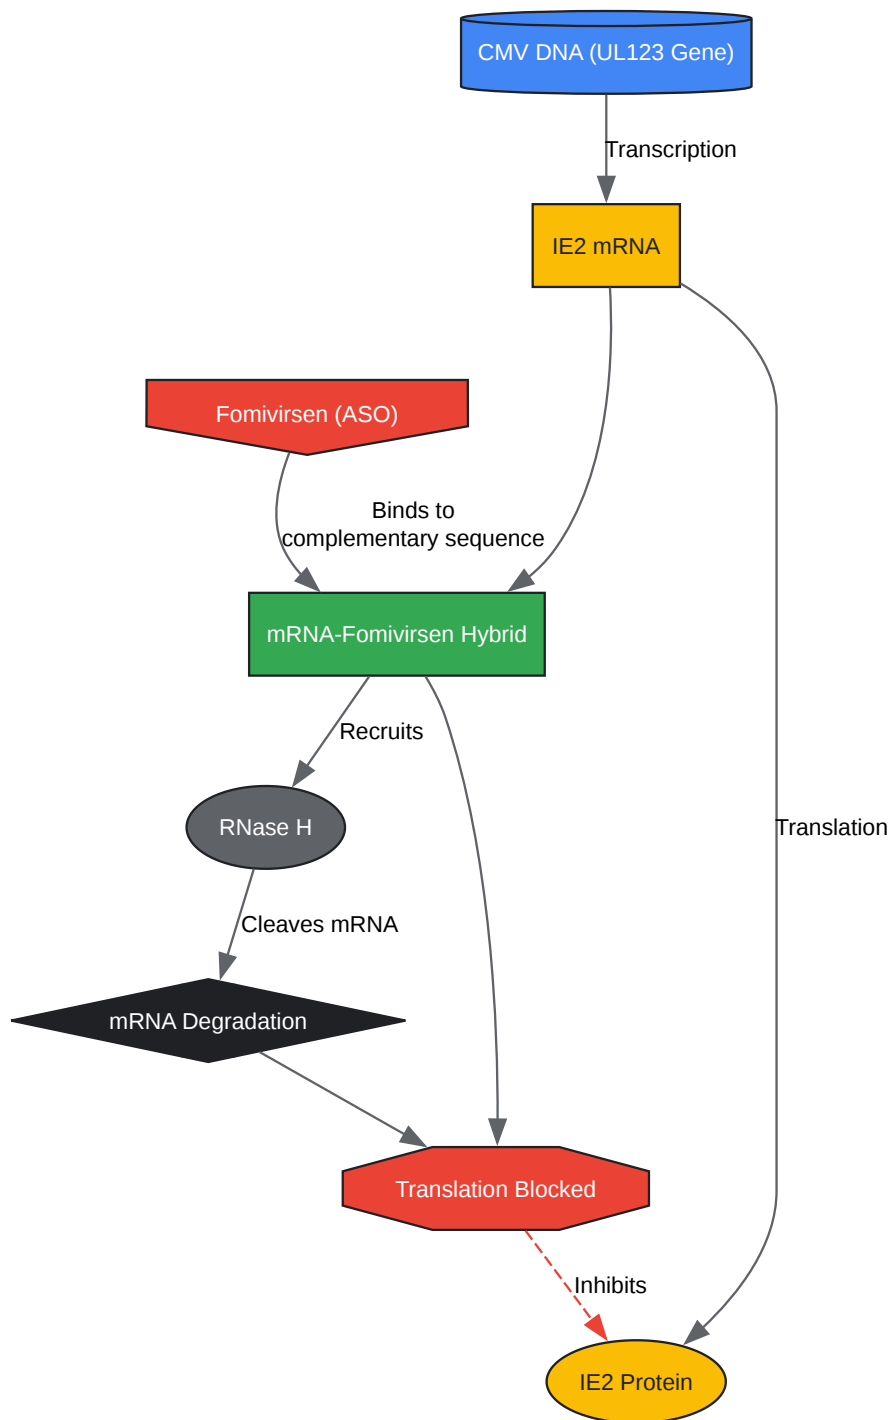 CMV DNA (UL123 Gene)
Transcription
IE2 mRNA
Fomivirsen (ASO)
Binds to
complementary sequence
mRNA-Fomivirsen Hybrid
Recruits
RNase H
Translation
Cleaves mRNA
mRNA Degradation
Translation Blocked
Inhibits
IE2 Protein